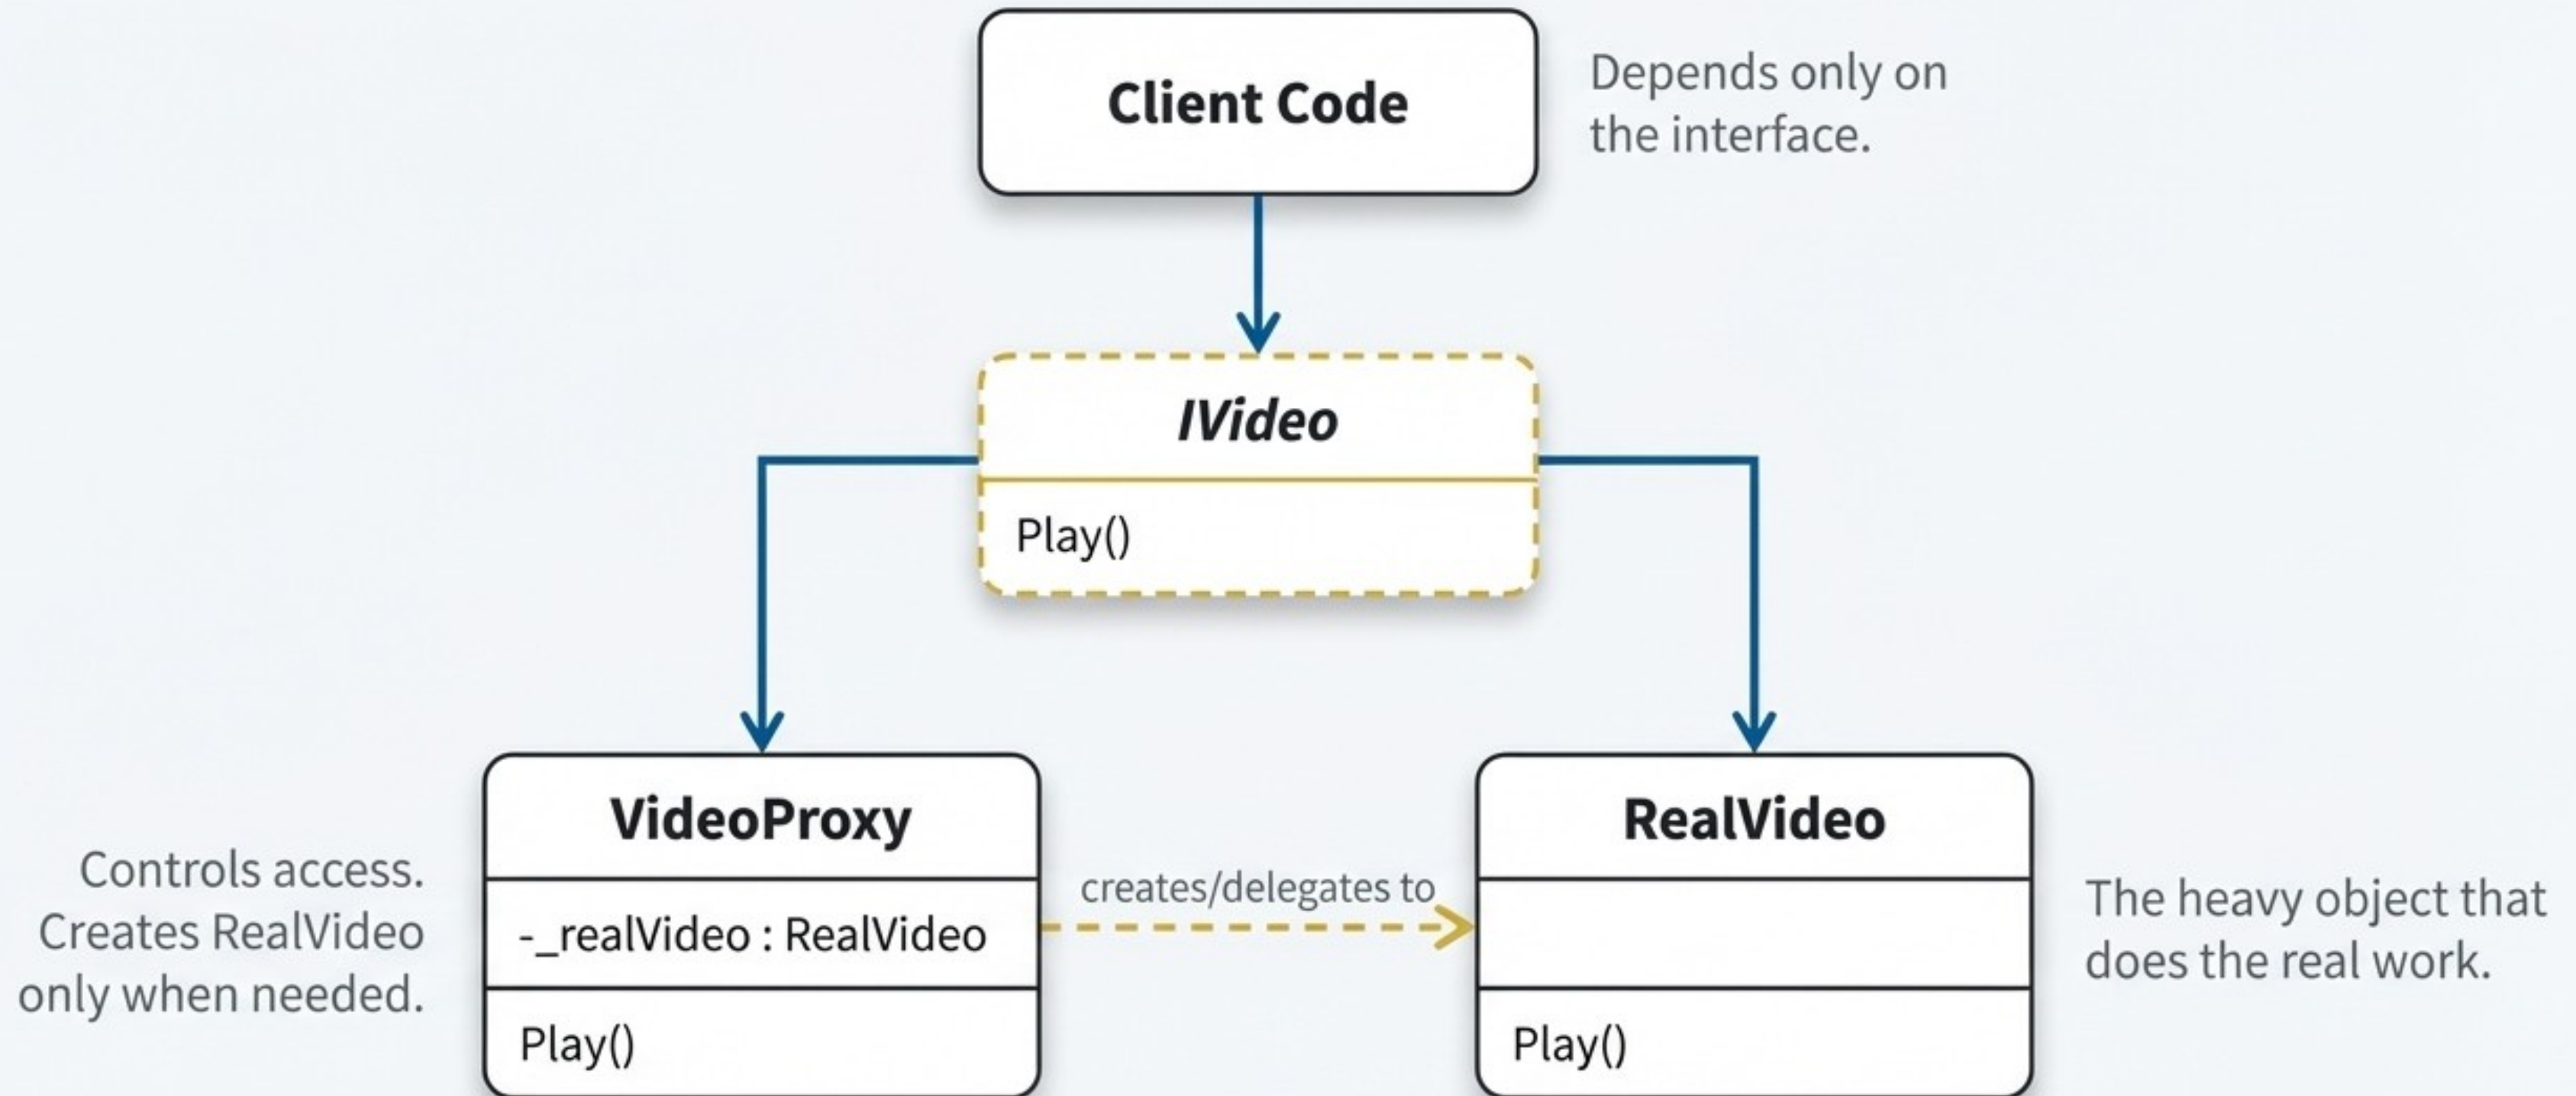 Client Code
Depends only on
the interface.
IVideo
Play()
VideoProxy
-_realVideo : RealVideo
Play()
Controls access.
Creates RealVideo
only when needed.
creates/delegates to
RealVideo
Play()
The heavy object that
does the real work.